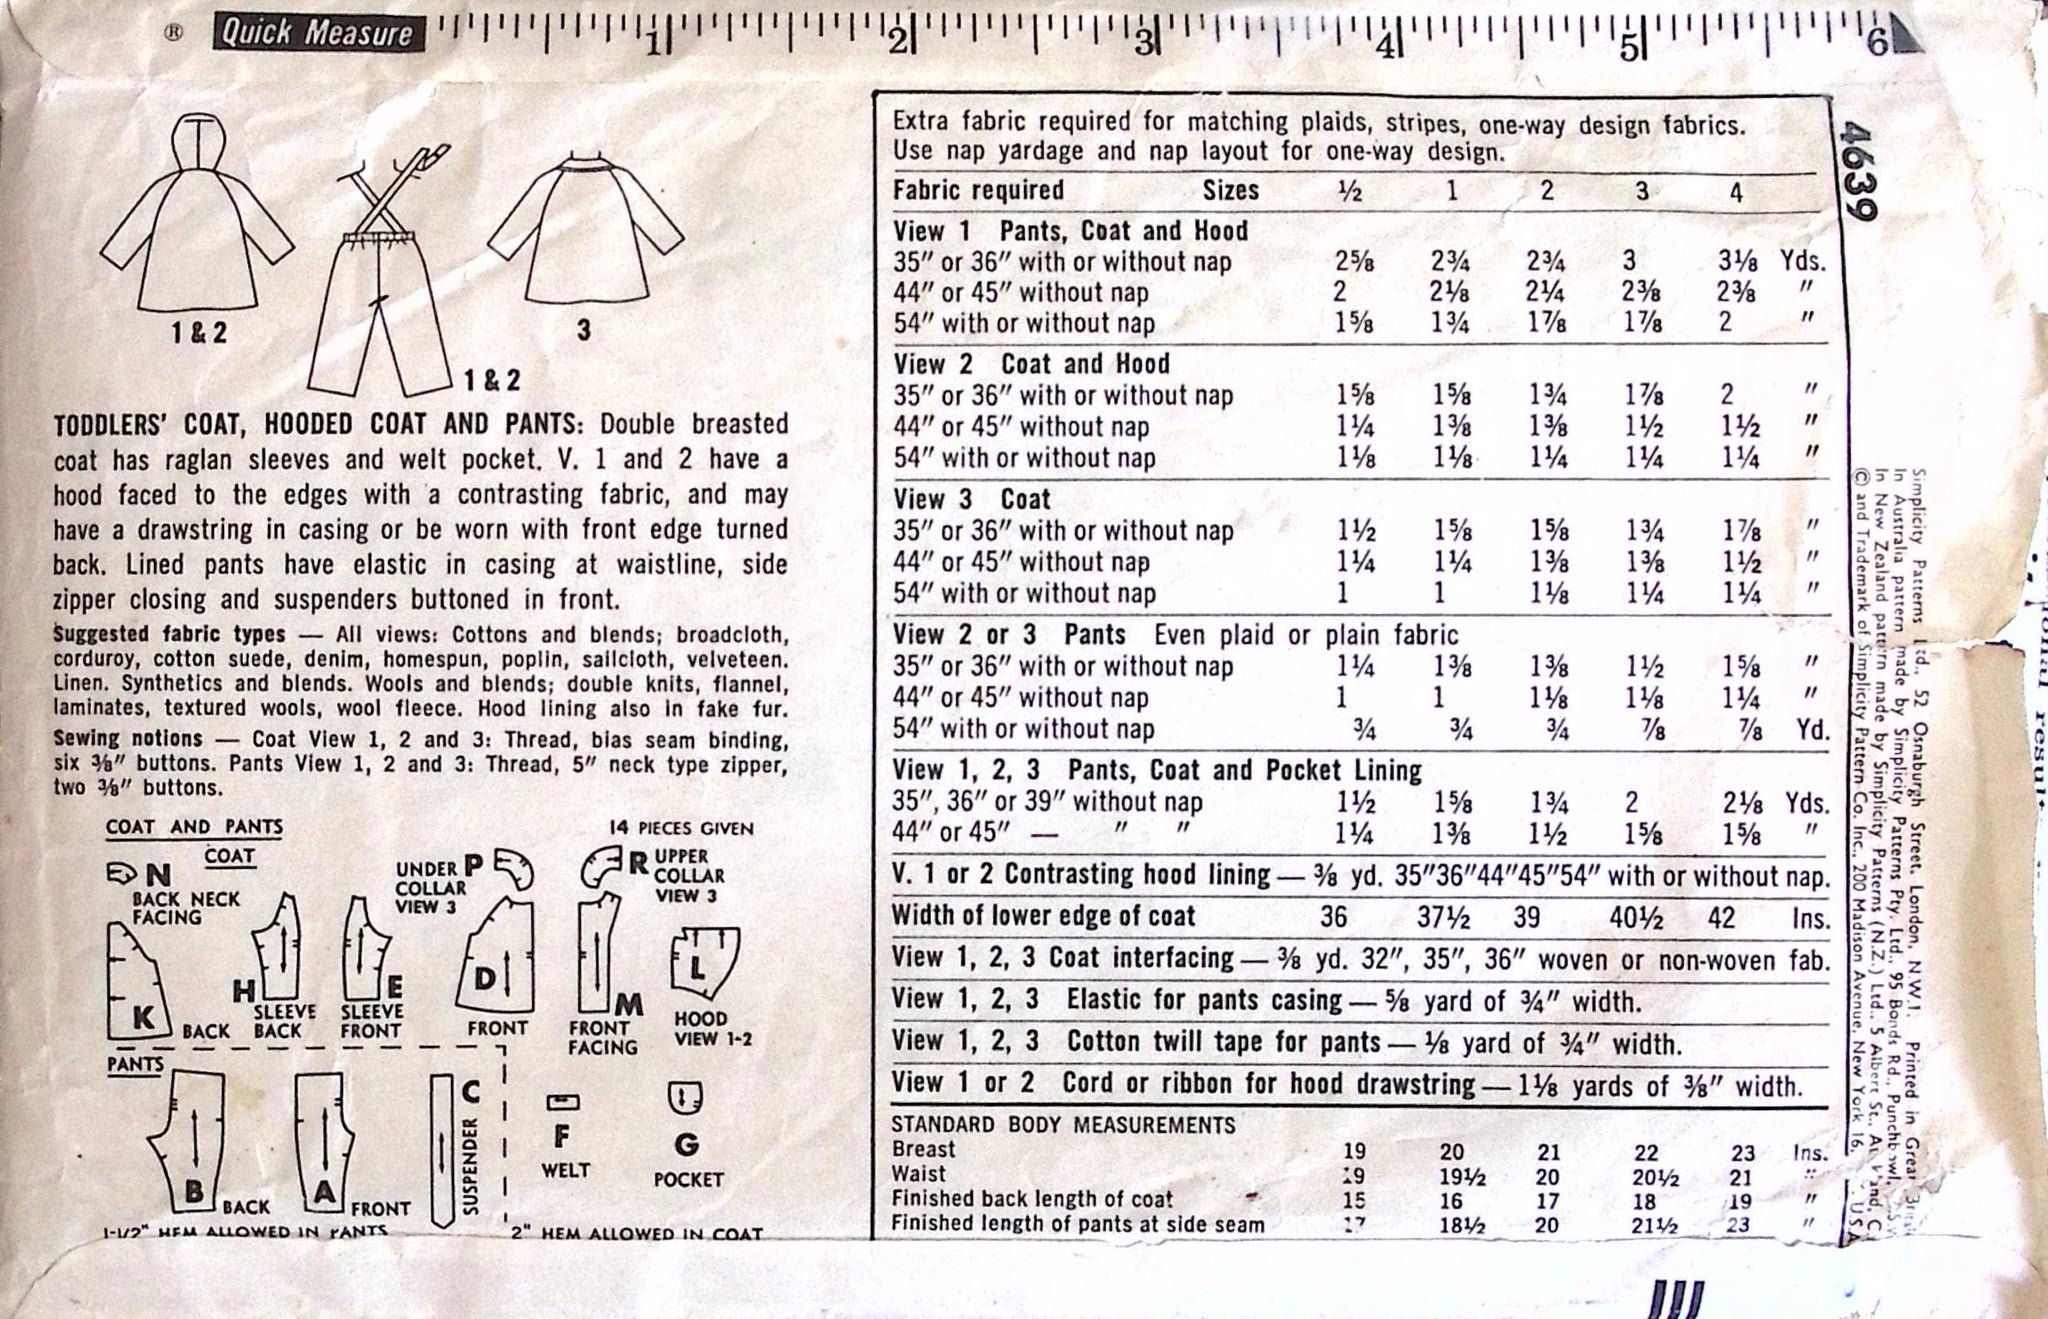 ® Quick Measure 1 2 3 4 5 6
1 & 2
1 & 2
3
TODDLERS' COAT, HOODED COAT AND PANTS: Double breasted
coat has raglan sleeves and welt pocket. V. 1 and 2 have a
hood faced to the edges with a contrasting fabric, and may
have a drawstring in casing or be worn with front edge turned
back. Lined pants have elastic in casing at waistline, side
zipper closing and suspenders buttoned in front.
Suggested fabric types — All views: Cottons and blends; broadcloth,
corduroy, cotton suede, denim, homespun, poplin, sailcloth, velveteen.
Linen. Synthetics and blends. Wools and blends; double knits, flannel,
laminates, textured wools, wool fleece. Hood lining also in fake fur.
Sewing notions — Coat View 1, 2 and 3: Thread, bias seam binding,
six ⅜" buttons. Pants View 1, 2 and 3: Thread, 5" neck type zipper,
two ⅜" buttons.
COAT AND PANTS
14 PIECES GIVEN
COAT
N
BACK NECK
FACING
UNDER
COLLAR
VIEW 3
P
R
UPPER
COLLAR
VIEW 3
K
BACK
H
SLEEVE
BACK
E
SLEEVE
FRONT
D
FRONT
M
FRONT
FACING
L
HOOD
VIEW 1-2
PANTS
B
BACK
A
FRONT
C
SUSPENDER
F
WELT
G
POCKET
1-1/2" HEM ALLOWED IN PANTS
2" HEM ALLOWED IN COAT
Extra fabric required for matching plaids, stripes, one-way design fabrics.
Use nap yardage and nap layout for one-way design.
Fabric required Sizes ½ 1 2 3 4
View 1 Pants, Coat and Hood
35" or 36" with or without nap 2⅝ 2¾ 2¾ 3 3⅛ Yds.
44" or 45" without nap 2 2⅛ 2¼ 2⅜ 2⅜ "
54" with or without nap 1⅝ 1¾ 1⅞ 1⅞ 2 "
View 2 Coat and Hood
35" or 36" with or without nap 1⅝ 1⅝ 1¾ 1⅞ 2 "
44" or 45" without nap 1¼ 1⅜ 1⅜ 1½ 1½ "
54" with or without nap 1⅛ 1⅛ 1¼ 1¼ 1¼ "
View 3 Coat
35" or 36" with or without nap 1½ 1⅝ 1⅝ 1¾ 1⅞ "
44" or 45" without nap 1¼ 1¼ 1⅜ 1⅜ 1½ "
54" with or without nap 1 1 1⅛ 1¼ 1¼ "
View 2 or 3 Pants Even plaid or plain fabric
35" or 36" with or without nap 1¼ 1⅜ 1⅜ 1½ 1⅝ "
44" or 45" without nap 1 1 1⅛ 1⅛ 1¼ "
54" with or without nap ¾ ¾ ¾ ⅞ ⅞ Yd.
View 1, 2, 3 Pants, Coat and Pocket Lining
35", 36" or 39" without nap 1½ 1⅝ 1¾ 2 2⅛ Yds.
44" or 45" — " " 1¼ 1⅜ 1½ 1⅝ 1⅝ "
V. 1 or 2 Contrasting hood lining — ⅜ yd. 35"36"44"45"54" with or without nap.
Width of lower edge of coat 36 37½ 39 40½ 42 Ins.
View 1, 2, 3 Coat interfacing — ⅜ yd. 32", 35", 36" woven or non-woven fab.
View 1, 2, 3 Elastic for pants casing — ⅝ yard of ¾" width.
View 1, 2, 3 Cotton twill tape for pants — ⅛ yard of ¾" width.
View 1 or 2 Cord or ribbon for hood drawstring — 1⅛ yards of ⅜" width.
STANDARD BODY MEASUREMENTS
Breast 19 20 21 22 23 Ins.
Waist 19 19½ 20 20½ 21 "
Finished back length of coat 15 16 17 18 19 "
Finished length of pants at side seam 17 18½ 20 21½ 23 "
4639
Simplicity Patterns Ltd., 52 Osnaburgh Street, London, N.W.1. Printed in Great
In Australia pattern made by Simplicity Patterns Pty. Ltd., 95 Bonds Rd., Punchbowl,
In New Zealand pattern made by Simplicity Patterns (N.Z.) Ltd., 5 Albert St.,
© and Trademark of Simplicity Pattern Co. Inc., 200 Madison Avenue, New York 16, U.S.A.
result